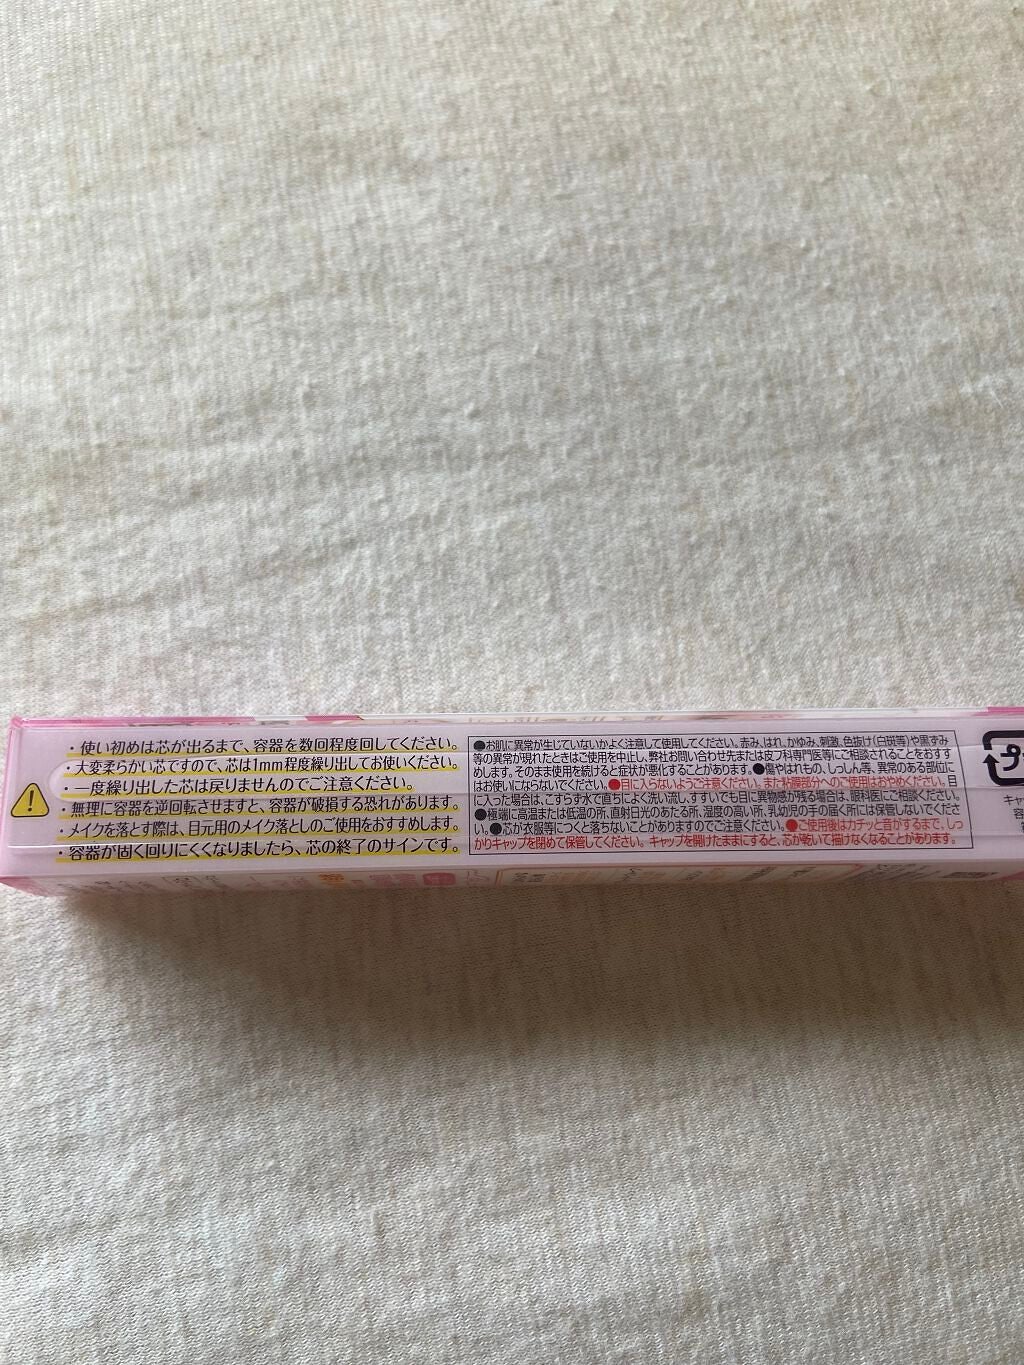 ・使い初めは芯が出るまで、容器を数回程度回してください。
・大変柔らかい芯ですので、芯は1mm程度繰り出してお使いください。
・一度繰り出した芯は戻りませんのでご注意ください。
・無理に容器を逆回転させますと、容器が破損する恐れがあります。
・メイクを落とす際は、目元用のメイク落としのご使用をおすすめします。
・容器が固く回りにくくなりましたら、芯の終了のサインです。
●お肌に異常が生じていないかよく注意して使用してください。赤み、はれ、かゆみ、刺激、色抜け(白斑等)や黒ずみ
等の異常が現れたときはご使用を中止し、弊社お問い合わせ先または皮フ科専門医等にご相談されることをおすす
めします。そのまま使用を続けると症状が悪化することがあります。●傷やはれもの、しっしん等、異常のある部位に
はお使いにならないでください。●目に入らないようご注意ください。また粘膜部分へのご使用はおやめください。目
に入った場合は、こすらず水で直ちによく洗い流し、すすいでも目に異物感が残る場合は、眼科医にご相談ください。
●極端に高温または低温の所、直射日光のあたる所、湿度の高い所、乳幼児の手の届く所には保管しないでくださ
い。●芯が衣服等につくと落ちないことがありますのでご注意ください。●ご使用後はカチッと音がするまで、しっ
かりキャップを閉めて保管してください。キャップを開けたままにすると、芯が乾いて描けなくなることがあります。
プ
キャ
容